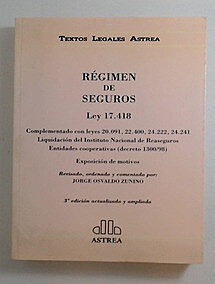 TEXTOS LEGALES ASTREA
RÉGIMEN
DE
SEGUROS
Ley 17.418
Complementado con leyes 20.091, 22.400, 24.222, 24.241
Liquidación del Instituto Nacional de Reaseguros
Entidades cooperativas (decreto 1300/98)
Exposición de motivos
Revisado, ordenado y comentado por:
JORGE OSVALDO ZUNINO
3ª edición actualizada y ampliada
ASTREA